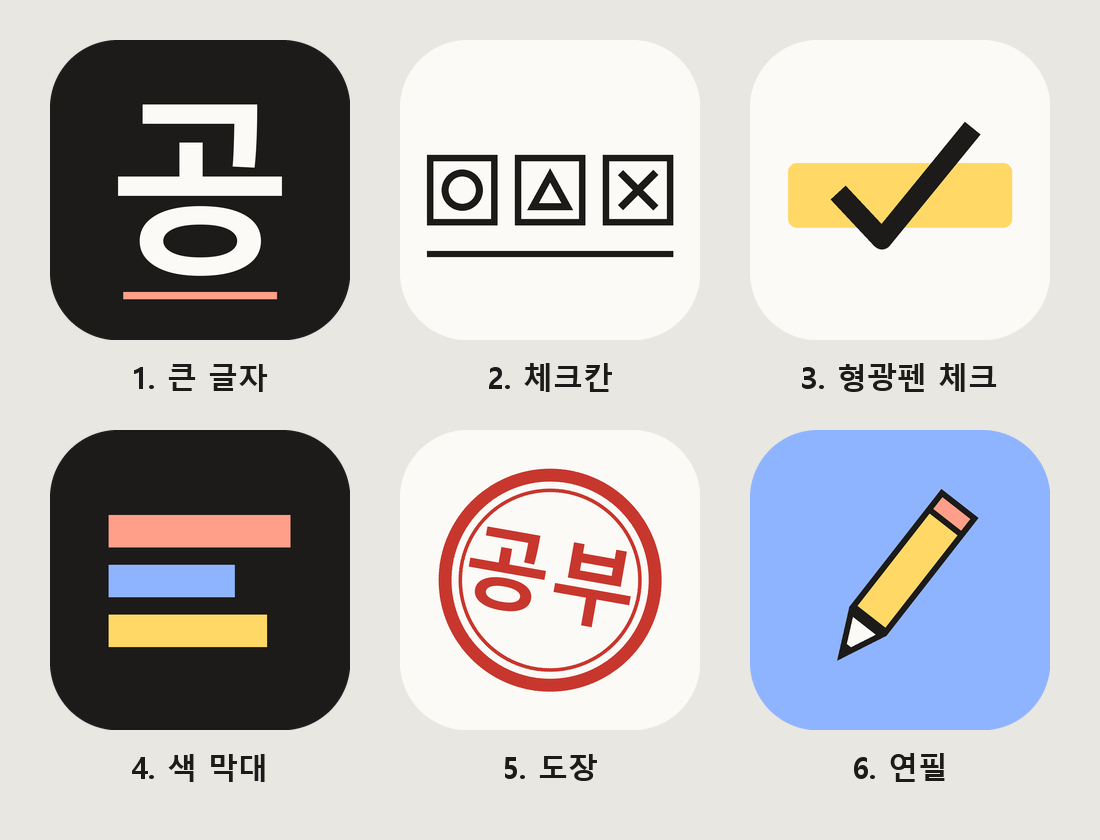 공
1. 큰 글자
2. 체크칸
3. 형광펜 체크
공부
4. 색 막대
5. 도장
6. 연필